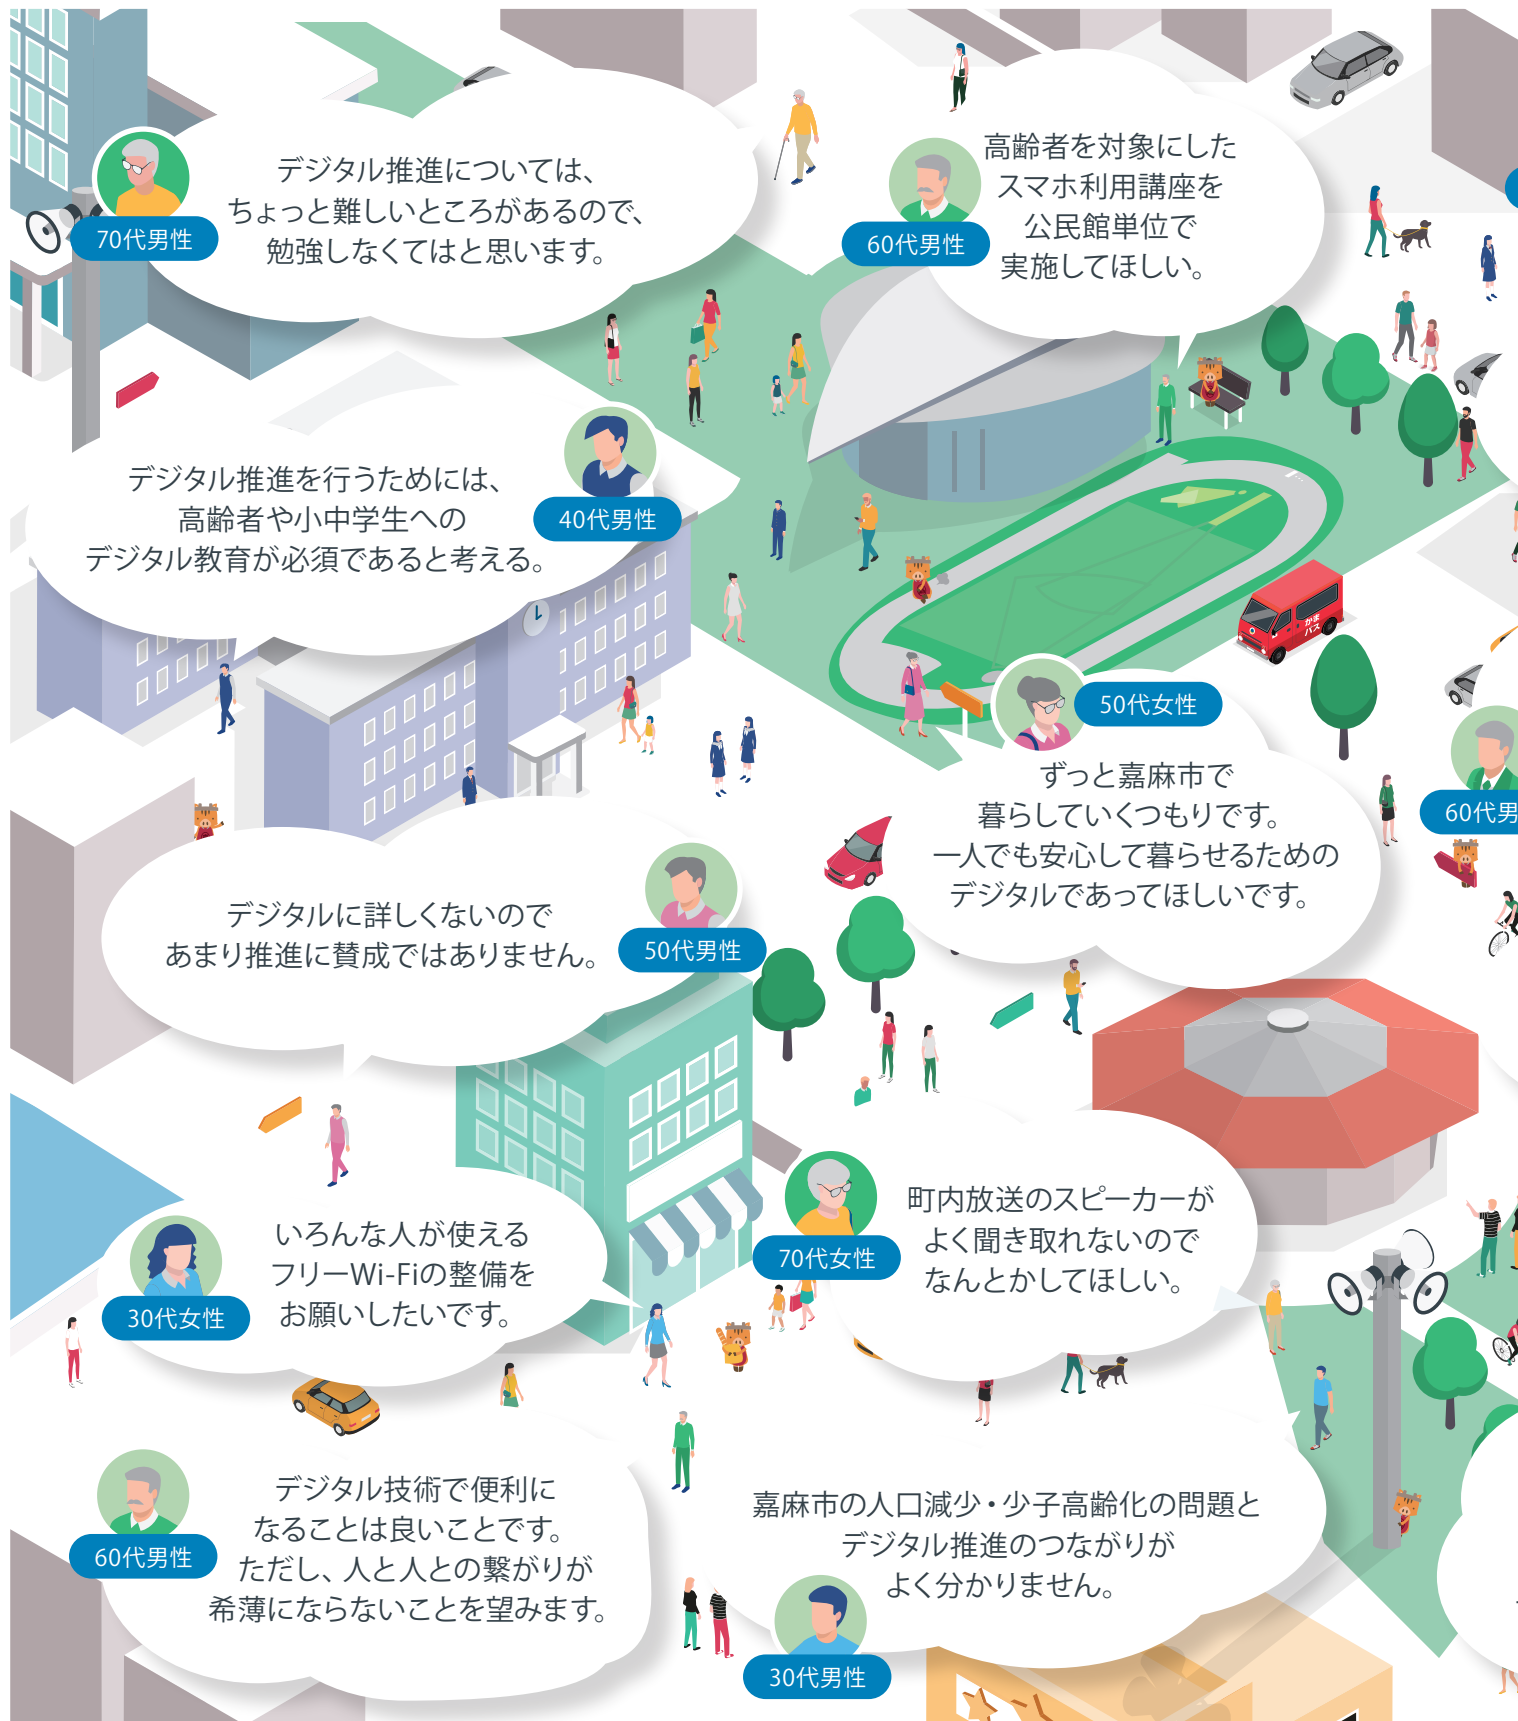 デジタル推進については、
ちょっと難しいところがあるので、
勉強しなくてはと思います。
70代男性
高齢者を対象にした
スマホ利用講座を
公民館単位で
実施してほしい。
60代男性
デジタル推進を行うためには、
高齢者や小中学生への
デジタル教育が必須であると考える。
40代男性
かま
バス
50代女性
ずっと嘉麻市で
暮らしていくつもりです。
一人でも安心して暮らせるための
デジタルであってほしいです。
60代男
デジタルに詳しくないので
あまり推進に賛成ではありません。
50代男性
いろんな人が使える
フリーWi-Fiの整備を
お願いしたいです。
30代女性
町内放送のスピーカーが
よく聞き取れないので
なんとかしてほしい。
70代女性
デジタル技術で便利に
なることは良いことです。
ただし、人と人との繋がりが
希薄にならないことを望みます。
60代男性
嘉麻市の人口減少・少子高齢化の問題と
デジタル推進のつながりが
よく分かりません。
30代男性